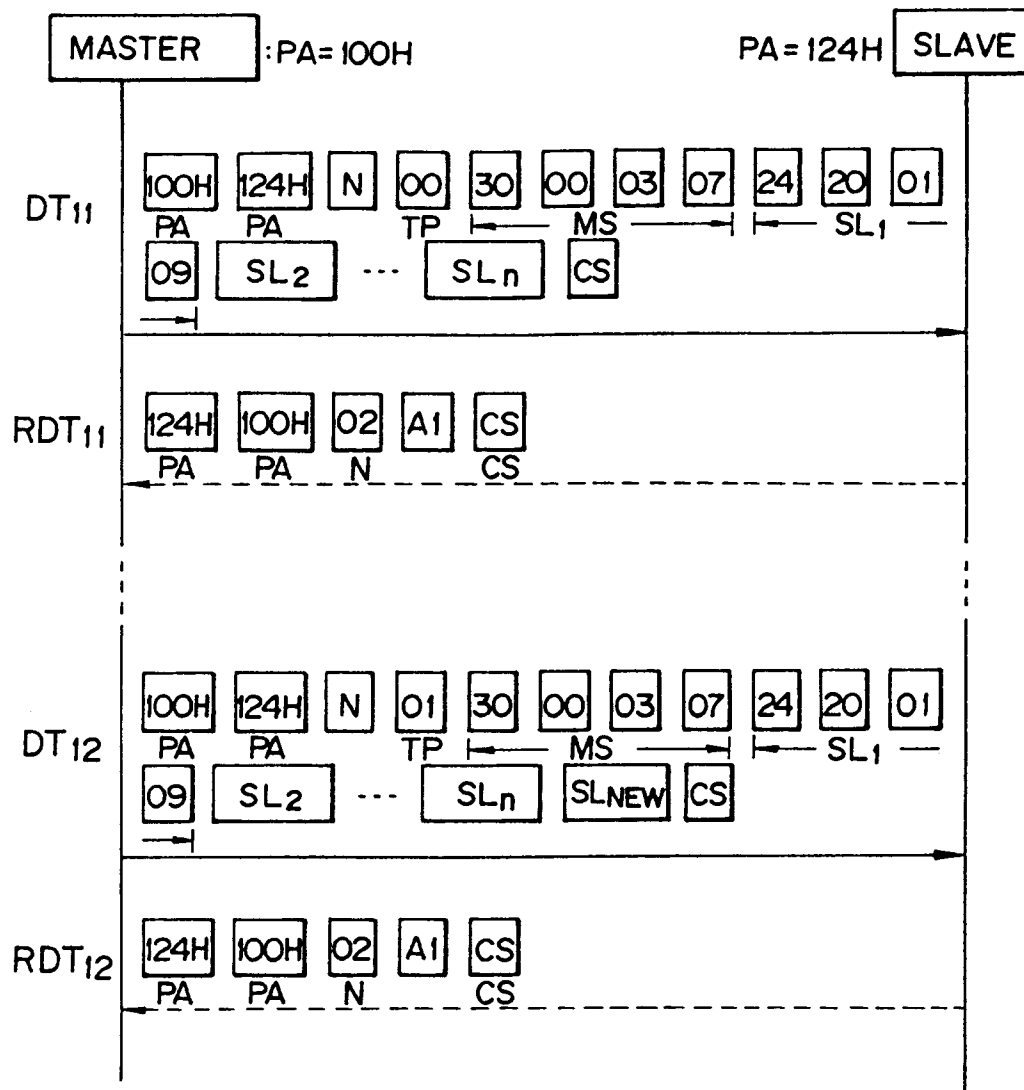 MASTER :PA=100H PA=124H SLAVE
DT11 100H 124H N 00 30 00 03 07 24 20 01
PA PA TP MS SL1
09 SL2 --- SLn CS
RDT11 124H 100H 02 A1 CS
PA PA N CS
DT12 100H 124H N 01 30 00 03 07 24 20 01
PA PA TP MS SL1
09 SL2 --- SLn SLNEW CS
RDT12 124H 100H 02 A1 CS
PA PA N CS